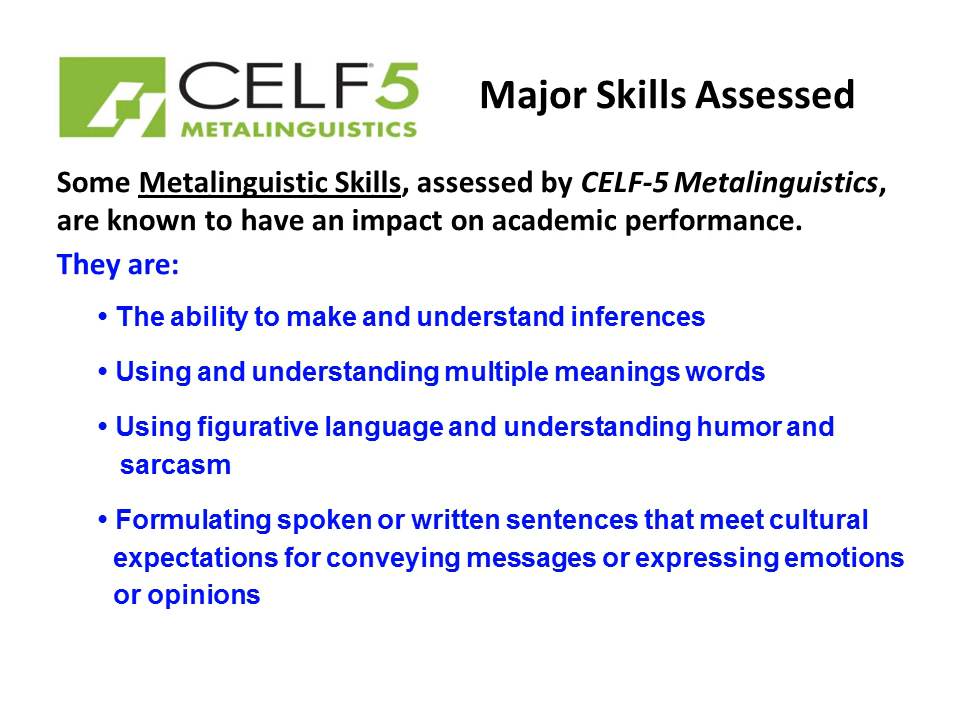 CELF 5
METALINGUISTICS
Major Skills Assessed
Some Metalinguistic Skills, assessed by CELF-5 Metalinguistics,
are known to have an impact on academic performance.
They are:
• The ability to make and understand inferences
• Using and understanding multiple meanings words
• Using figurative language and understanding humor and
sarcasm
• Formulating spoken or written sentences that meet cultural
expectations for conveying messages or expressing emotions
or opinions